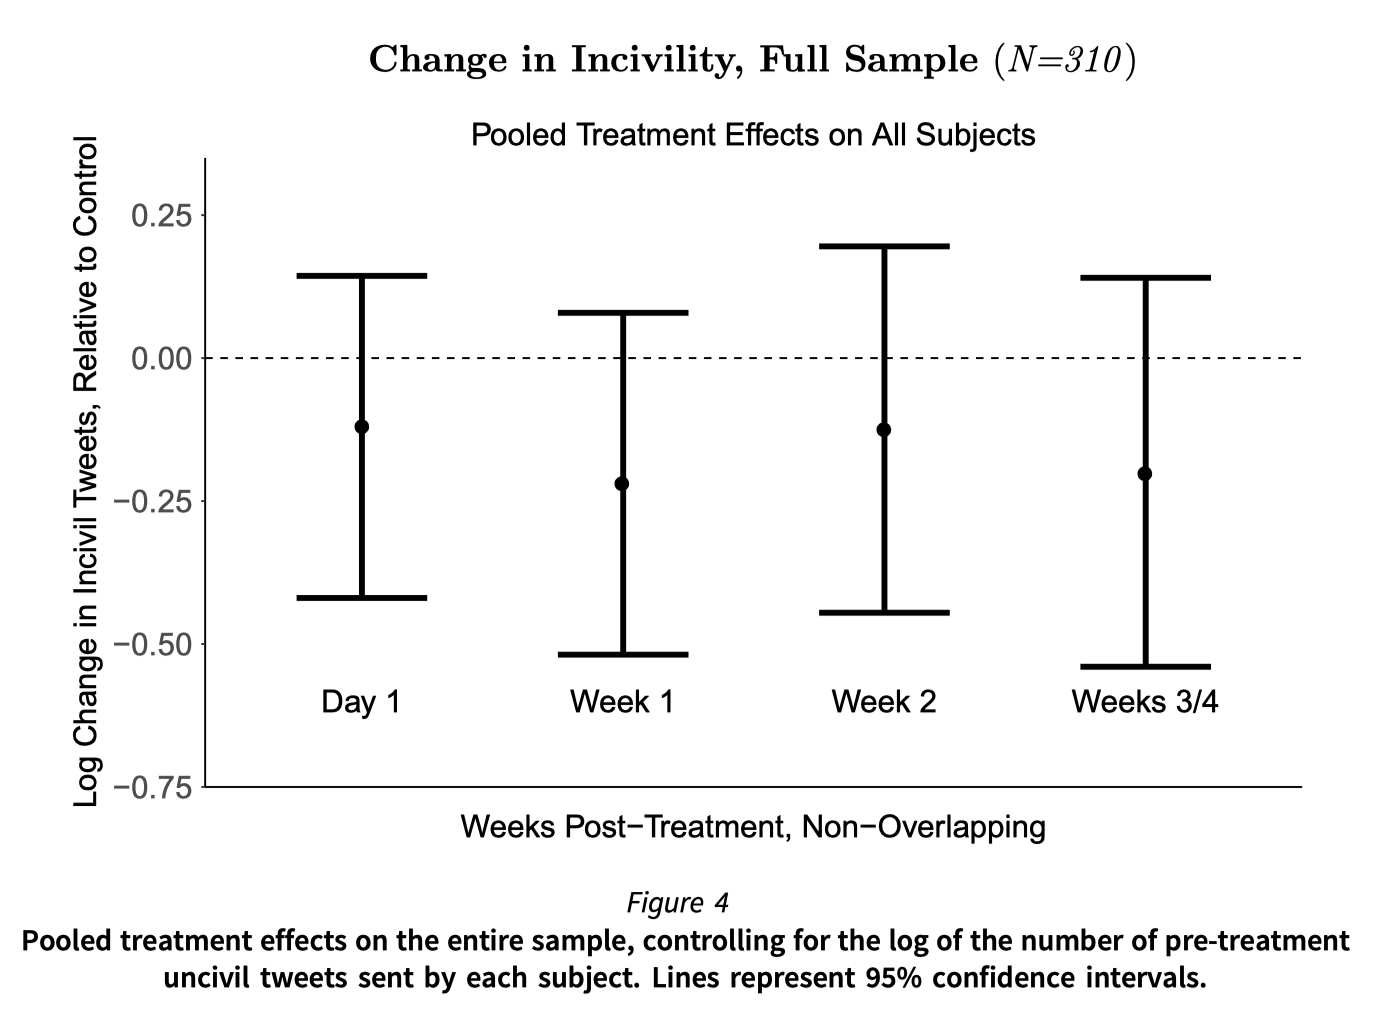 Change in Incivility, Full Sample (N=310)
Pooled Treatment Effects on All Subjects
Log Change in Incivil Tweets, Relative to Control
0.25
0.00
−0.25
−0.50
−0.75
Day 1
Week 1
Week 2
Weeks 3/4
Weeks Post−Treatment, Non−Overlapping
Figure 4
Pooled treatment effects on the entire sample, controlling for the log of the number of pre-treatment
uncivil tweets sent by each subject. Lines represent 95% confidence intervals.